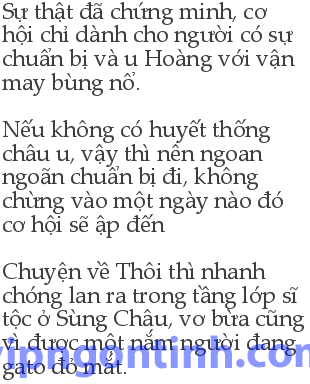 Sự thật đã chứng minh, cơ
hội chỉ dành cho người có sự
chuẩn bị và u Hoàng với vận
may bùng nổ.
Nếu không có huyết thống
châu u, vậy thì nên ngoan
ngoãn chuẩn bị đi, không
chừng vào một ngày nào đó
cơ hội sẽ ập đến
Chuyện về Thôi thì nhanh
chóng lan ra trong tầng lớp sĩ
tộc ở Sùng Châu, vơ bừa cũng
vì được một nắm người đang
gato đỏ mắt.
vipngontinh.com